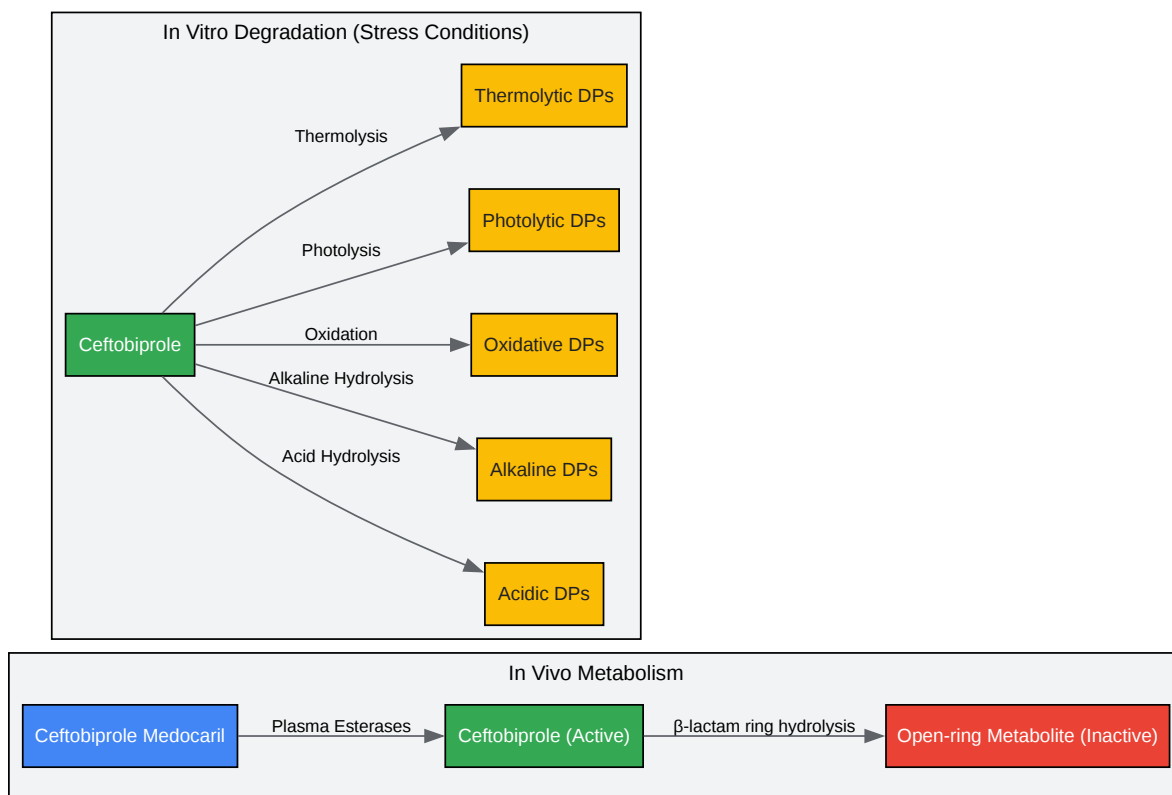 In Vitro Degradation (Stress Conditions)
Thermolytic DPs
Thermolysis
Photolytic DPs
Photolysis
Ceftobiprole
Oxidation
Oxidative DPs
Alkaline Hydrolysis
Alkaline DPs
Acid Hydrolysis
Acidic DPs
In Vivo Metabolism
Ceftobiprole Medocaril
Plasma Esterases
Ceftobiprole (Active)
β-lactam ring hydrolysis
Open-ring Metabolite (Inactive)